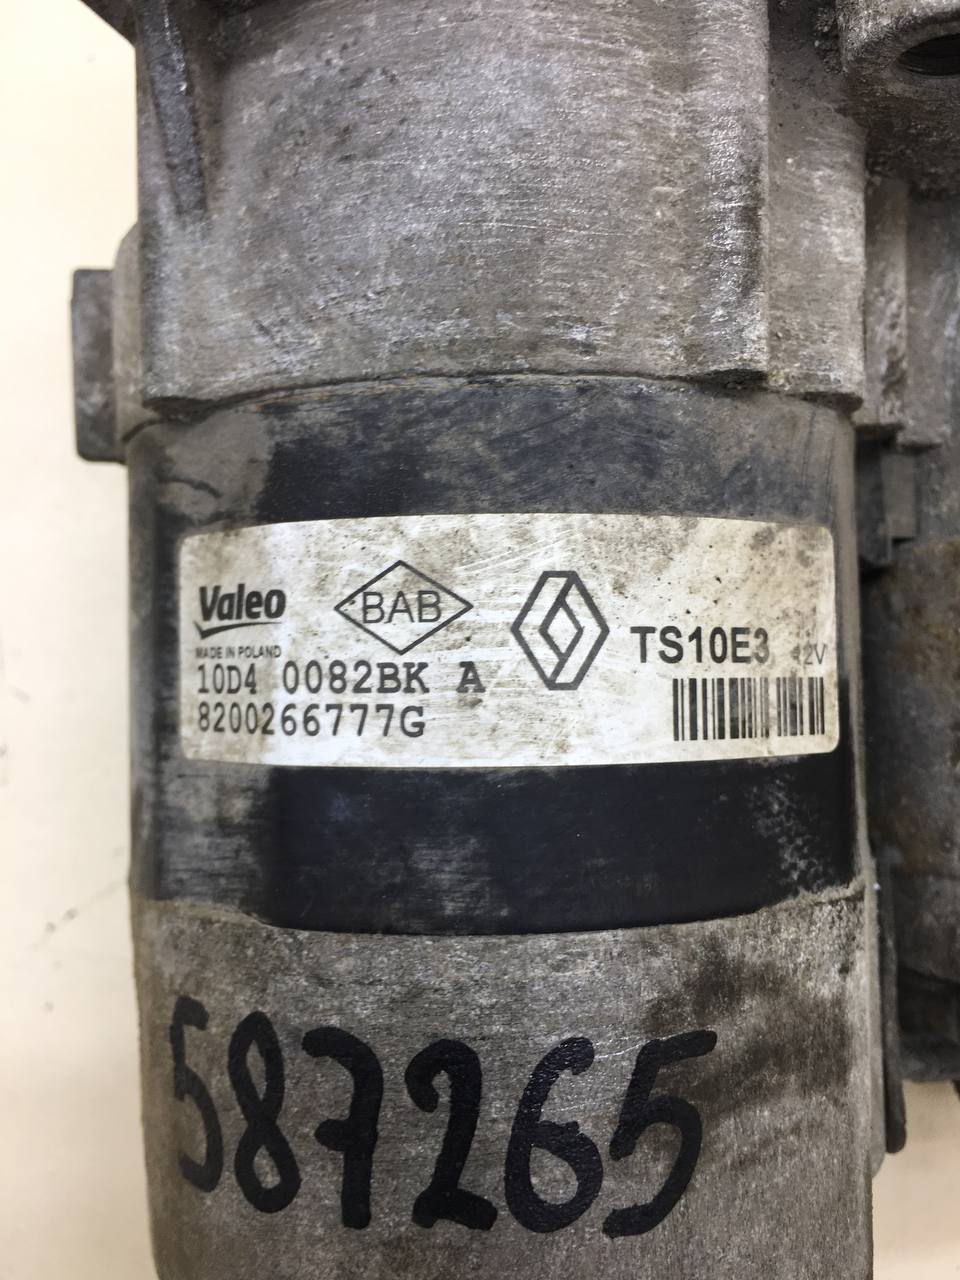 Valeo
BAB
TS10E3 12V
MADE IN POLAND
10D4 0082BK A
8200266777G
587265